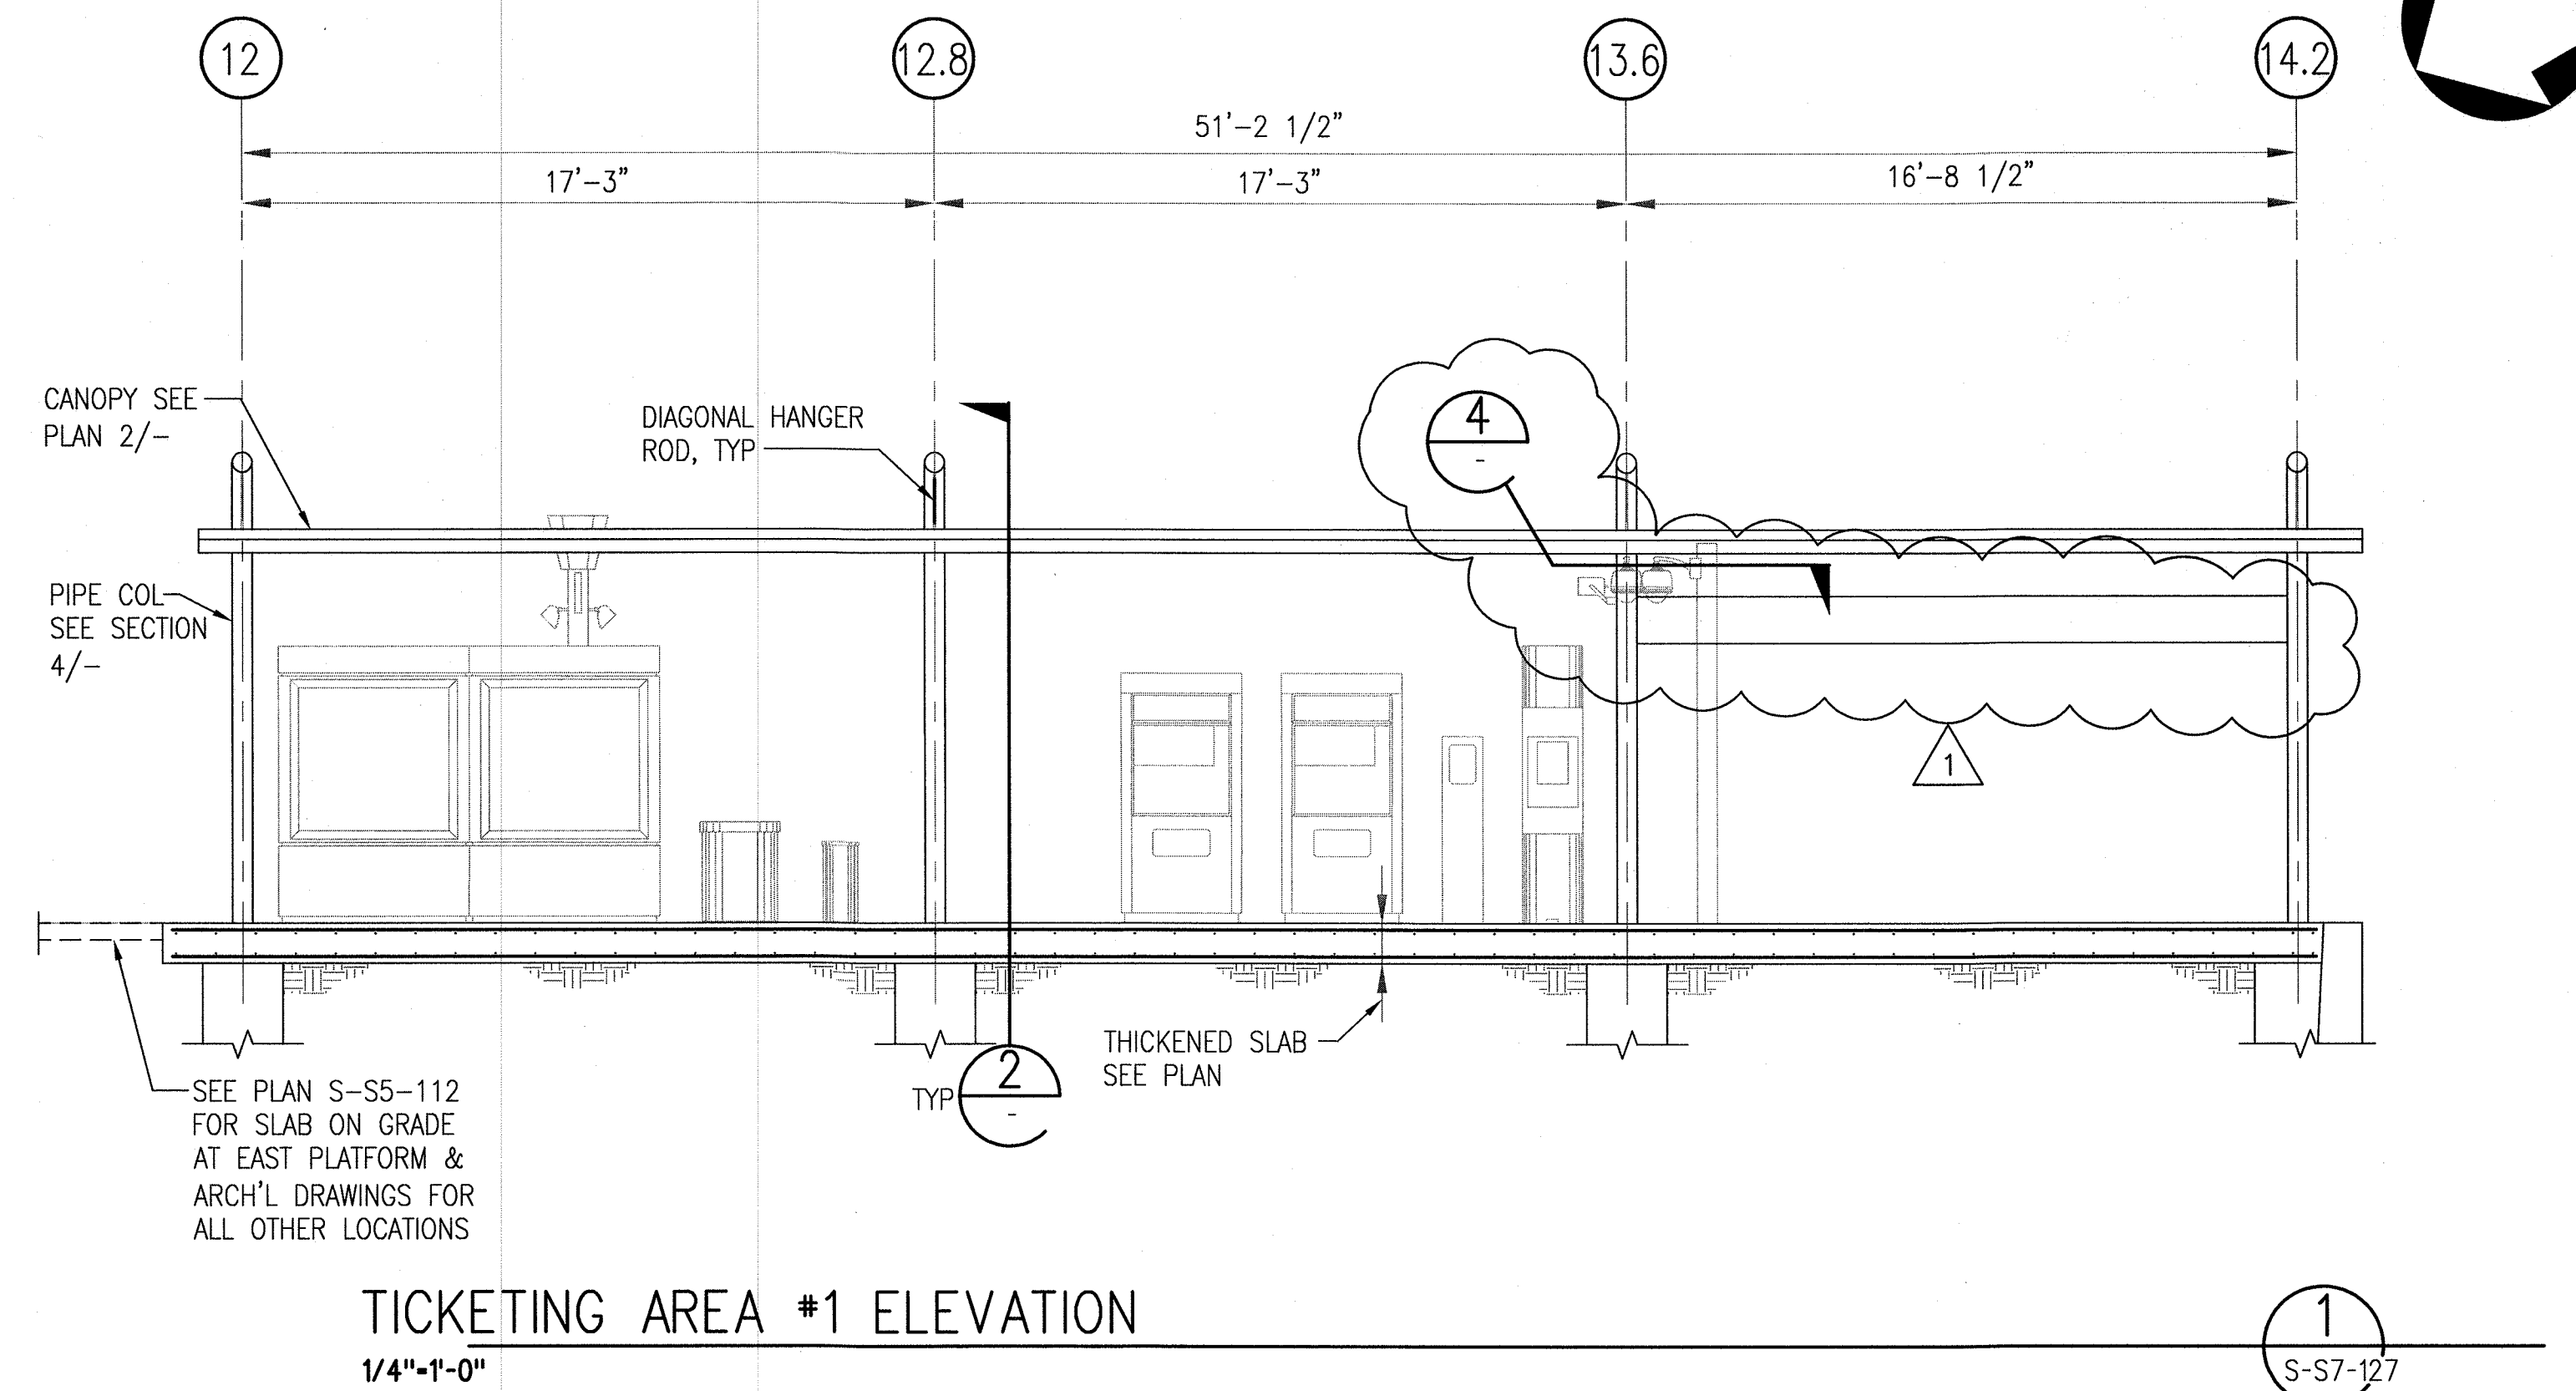 12
12.8
13.6
14.2
51'-2 1/2"
17'-3"
17'-3"
16'-8 1/2"
CANOPY SEE
PLAN 2/-
DIAGONAL HANGER
ROD, TYP
4
-
PIPE COL
SEE SECTION
4/-
1
THICKENED SLAB
SEE PLAN
TYP
2
-
SEE PLAN S-S5-112
FOR SLAB ON GRADE
AT EAST PLATFORM &
ARCH'L DRAWINGS FOR
ALL OTHER LOCATIONS
TICKETING AREA #1 ELEVATION
1/4"=1'-0"
1
S-S7-127